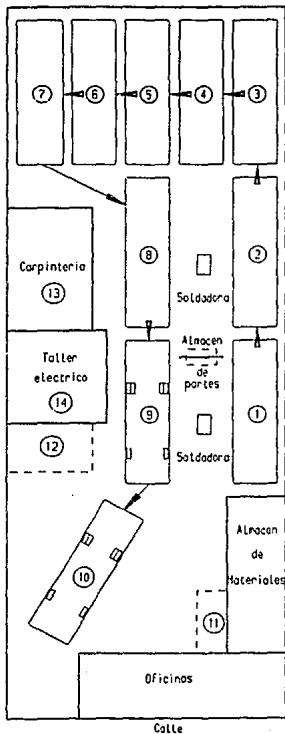 7
6
5
4
3
8
2
Carpinteria
13
Soldadora
Almacen
de
partes
Taller
electrico
14
9
1
12
Soldadora
10
Almacen
de
Materiales
11
Oficinas
Calle